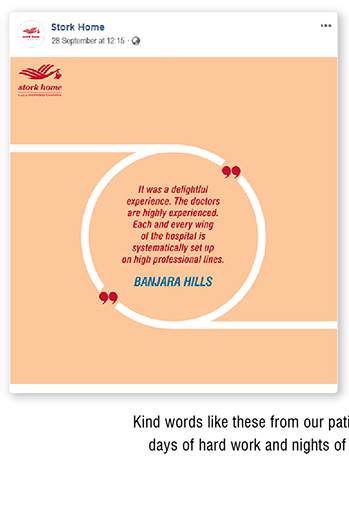 Stork Home
28 September at 12:15
stork home
It was a delightful
experience. The doctors
are highly experienced.
Each and every wing
of the hospital is
systematically set up
on high professional lines.
BANJARA HILLS
Kind words like these from our pati
days of hard work and nights of